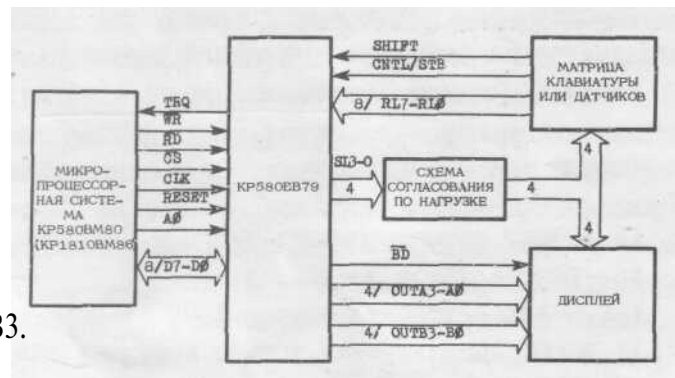 SHIFT
CNTL/STB
8/ RL7-RLØ
МАТРИЦА
КЛАВИАТУРЫ
ИЛИ ДАТЧИКОВ
МИКРО-
ПРОЦЕССОР-
НАЯ СИСТЕ-
МА
КР580ВМ80
(КР1810ВМ86
IRQ
WR
RD
CS
CLK
RESET
AØ
8/D7-DØ
КР580ВВ79
SL3-0
4
СХЕМА
СОГЛАСОВАНИЯ
ПО НАГРУЗКЕ
4
4
4
BD
4/ OUTA3-AØ
4/ OUTB3-BØ
ДИСПЛЕЙ
33.